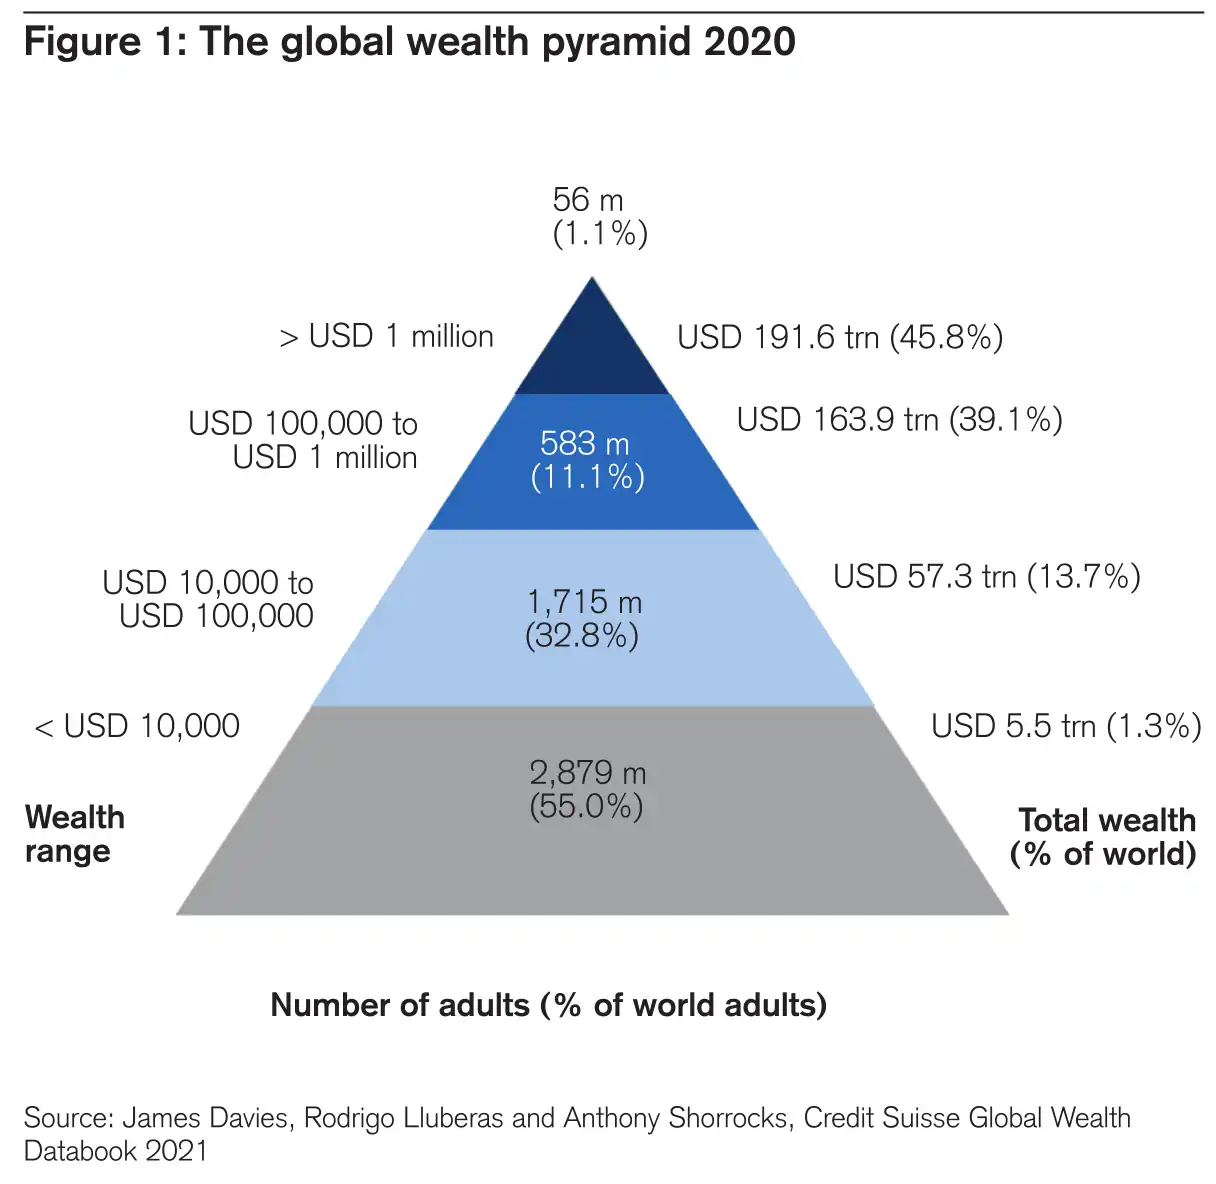 Figure 1: The global wealth pyramid 2020
56 m
(1.1%)
> USD 1 million
USD 191.6 trn (45.8%)
USD 100,000 to
USD 1 million
583 m
(11.1%)
USD 163.9 trn (39.1%)
USD 10,000 to
USD 100,000
1,715 m
(32.8%)
USD 57.3 trn (13.7%)
< USD 10,000
2,879 m
(55.0%)
USD 5.5 trn (1.3%)
Wealth
range
Total wealth
(% of world)
Number of adults (% of world adults)
Source: James Davies, Rodrigo Lluberas and Anthony Shorrocks, Credit Suisse Global Wealth
Databook 2021